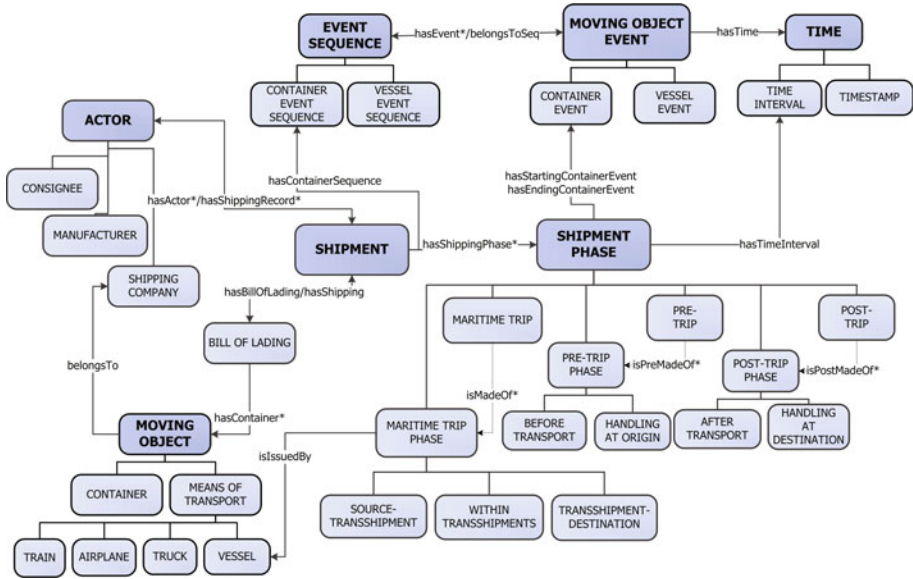 EVENT
SEQUENCE
hasEvent*/belongsToSeq
MOVING OBJECT
EVENT
hasTime
TIME
CONTAINER
EVENT
SEQUENCE
VESSEL
EVENT
SEQUENCE
CONTAINER
EVENT
VESSEL
EVENT
TIME
INTERVAL
TIMESTAMP
ACTOR
CONSIGNEE
MANUFACTURER
SHIPPING
COMPANY
hasContainerSequence
hasStartingContainerEvent
hasEndingContainerEvent
hasActor*/hasShippingRecord*
SHIPMENT
hasShippingPhase*
SHIPMENT
PHASE
hasTimeInterval
hasBillOfLading/hasShipping
BILL OF LADING
belongsTo
hasContainer*
MARITIME TRIP
PRE-
TRIP
POST-
TRIP
PRE-TRIP
PHASE
isPreMadeOf*
POST-TRIP
PHASE
isPostMadeOf*
isMadeOf*
MARITIME TRIP
PHASE
BEFORE
TRANSPORT
HANDLING
AT ORIGIN
AFTER
TRANSPORT
HANDLING
AT
DESTINATION
MOVING
OBJECT
isIssuedBy
CONTAINER
MEANS OF
TRANSPORT
SOURCE-
TRANSSHIPMENT
WITHIN
TRANSSHIPMENTS
TRANSSHIPMENT-
DESTINATION
TRAIN
AIRPLANE
TRUCK
VESSEL